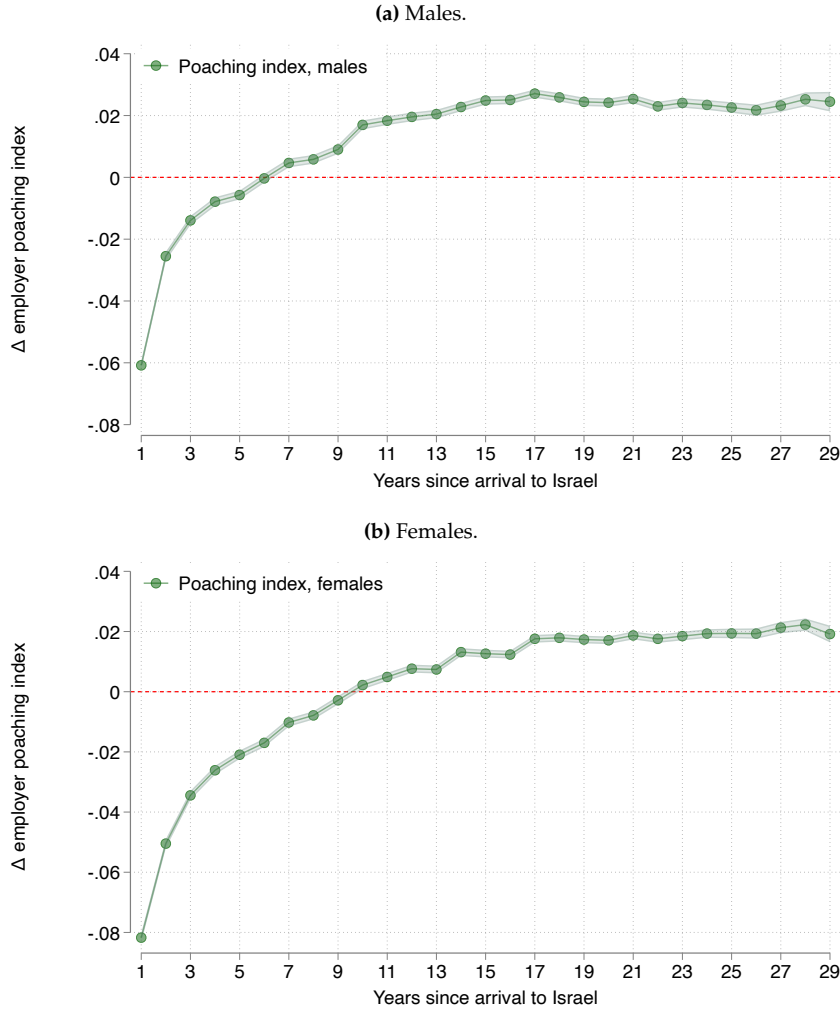 (a) Males.
Poaching index, males
Δ employer poaching index
.04
.02
0
-.02
-.04
-.06
-.08
1 3 5 7 9 11 13 15 17 19 21 23 25 27 29
Years since arrival to Israel
(b) Females.
Poaching index, females
Δ employer poaching index
.04
.02
0
-.02
-.04
-.06
-.08
1 3 5 7 9 11 13 15 17 19 21 23 25 27 29
Years since arrival to Israel